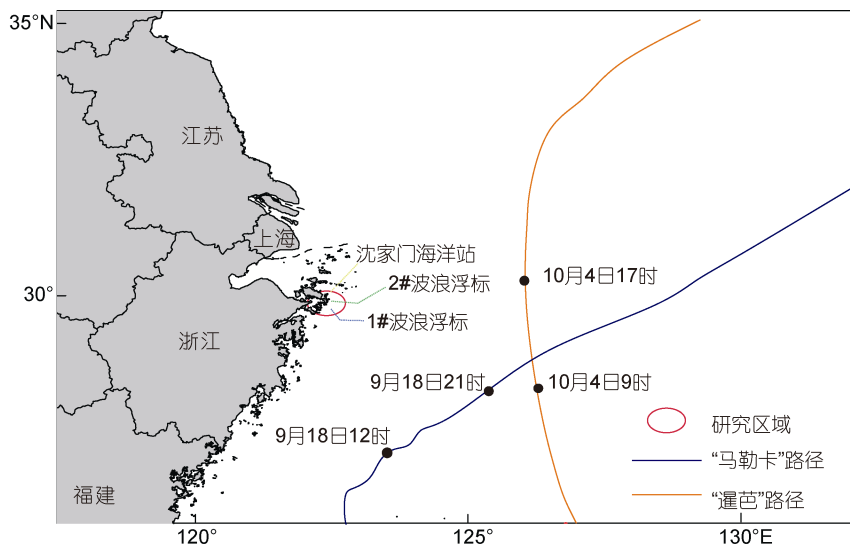 35°N
江苏
上海
沈家门海洋站
2#波浪浮标
10月4日17时
30°
1#波浪浮标
浙江
9月18日21时
10月4日9时
9月18日12时
研究区域
“马勒卡”路径
福建
“暹芭”路径
120°
125°
130°E